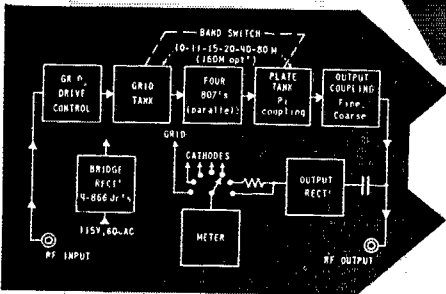 BAND SWITCH
10-11-15-20-40-80 M
(160M opt')
GRID
DRIVE
CONTROL
GRID
TANK
FOUR
807's
(parallel)
PLATE
TANK
Pi
coupling
OUTPUT
COUPLING
Fine,
Coarse
GRID
CATHODES
BRIDGE
RECT'
4-866 Jr's
115V, 60~AC
METER
OUTPUT
RECT'
RF INPUT
RF OUTPUT